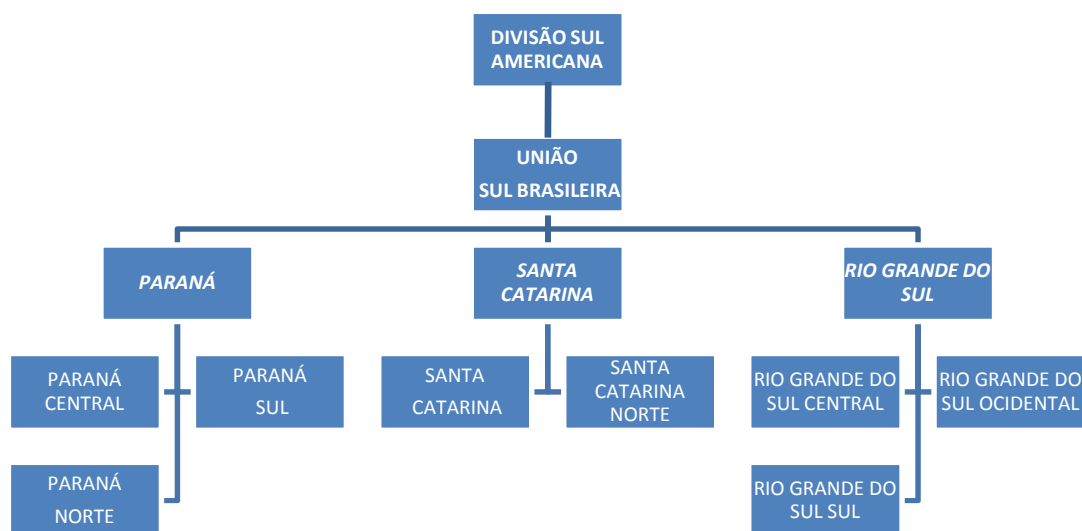 DIVISÃO SUL
AMERICANA
UNIÃO
SUL BRASILEIRA
PARANÁ
SANTA
CATARINA
RIO GRANDE DO
SUL
PARANÁ
CENTRAL
PARANÁ
SUL
SANTA
CATARINA
SANTA
CATARINA
NORTE
RIO GRANDE DO
SUL CENTRAL
RIO GRANDE DO
SUL OCIDENTAL
PARANÁ
NORTE
RIO GRANDE DO
SUL SUL